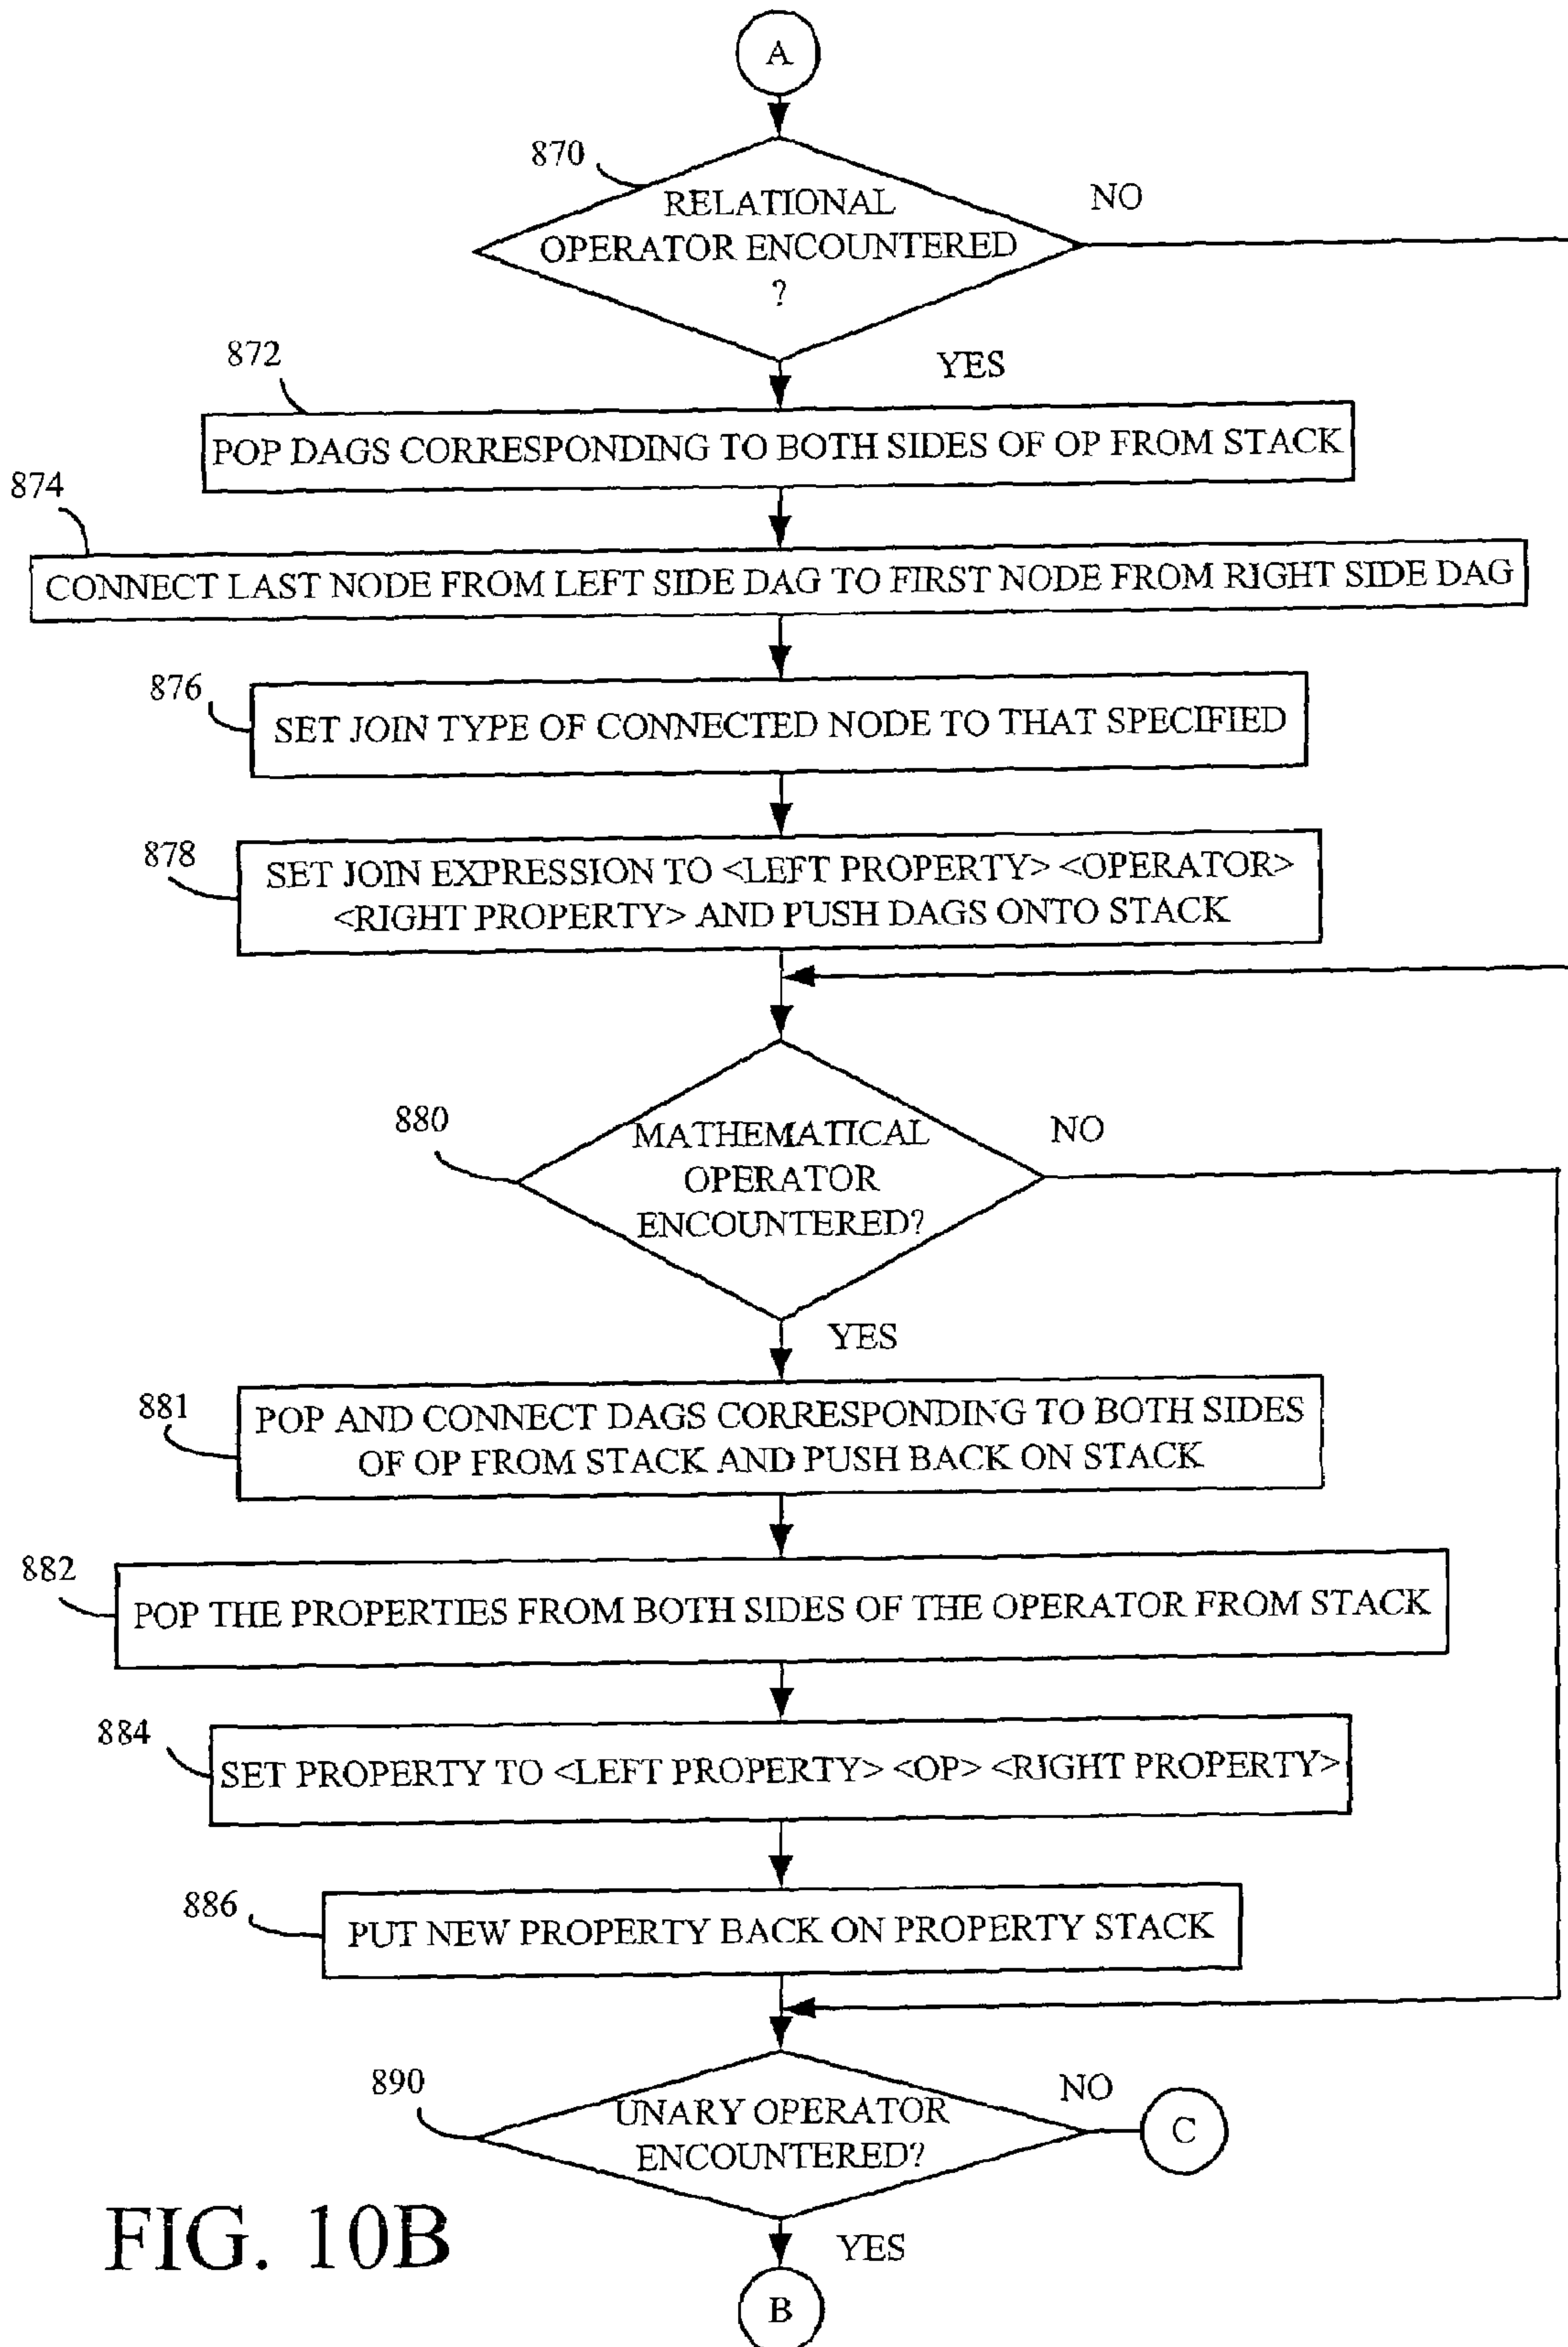 A
870
RELATIONAL
OPERATOR ENCOUNTERED
?
NO
YES
872
POP DAGS CORRESPONDING TO BOTH SIDES OF OP FROM STACK
874
CONNECT LAST NODE FROM LEFT SIDE DAG TO FIRST NODE FROM RIGHT SIDE DAG
876
SET JOIN TYPE OF CONNECTED NODE TO THAT SPECIFIED
878
SET JOIN EXPRESSION TO <LEFT PROPERTY> <OPERATOR>
<RIGHT PROPERTY> AND PUSH DAGS ONTO STACK
880
MATHEMATICAL
OPERATOR
ENCOUNTERED?
NO
YES
881
POP AND CONNECT DAGS CORRESPONDING TO BOTH SIDES
OF OP FROM STACK AND PUSH BACK ON STACK
882
POP THE PROPERTIES FROM BOTH SIDES OF THE OPERATOR FROM STACK
884
SET PROPERTY TO <LEFT PROPERTY> <OP> <RIGHT PROPERTY>
886
PUT NEW PROPERTY BACK ON PROPERTY STACK
890
UNARY OPERATOR
ENCOUNTERED?
NO
C
YES
B
FIG. 10B